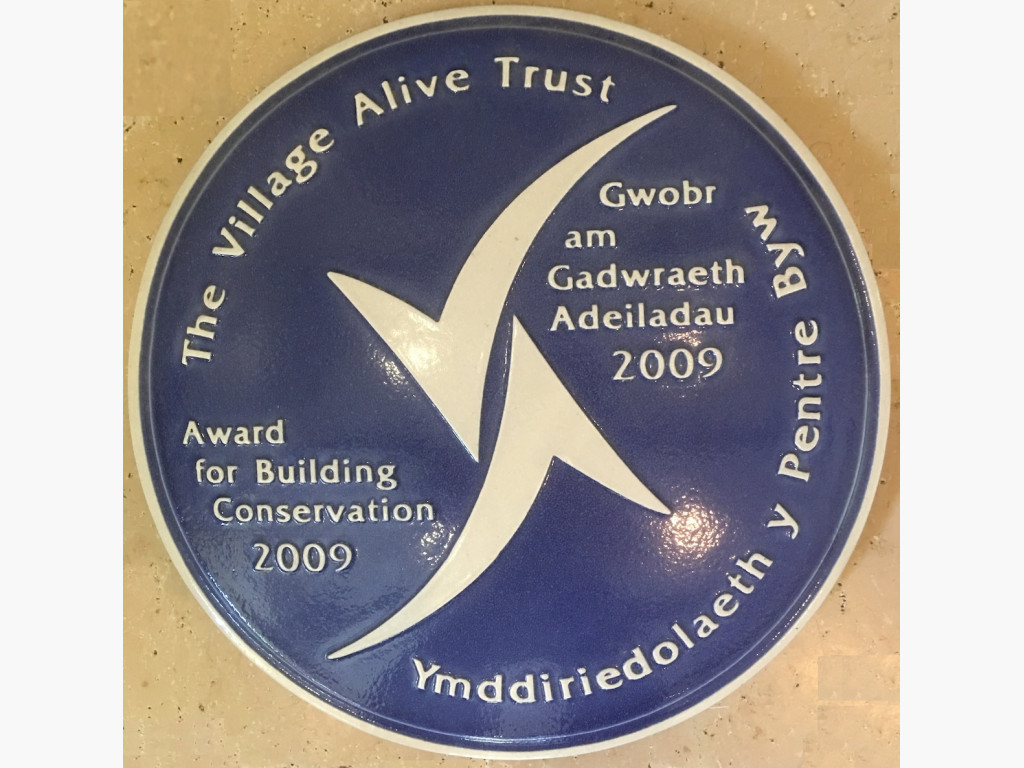 The Village Alive Trust
Gwobr
am
Gadwraeth
Adeiladau
2009
Award
for Building
Conservation
2009
Ymddiriedolaeth y Pentre Byw